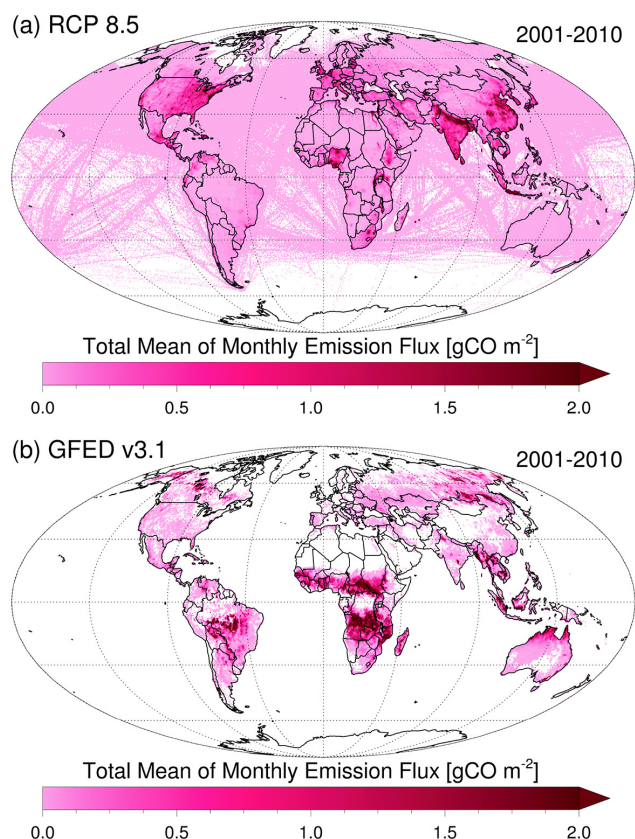 (a) RCP 8.5
2001-2010
Total Mean of Monthly Emission Flux [gCO m⁻²]
0.0 0.5 1.0 1.5 2.0
(b) GFED v3.1
2001-2010
Total Mean of Monthly Emission Flux [gCO m⁻²]
0.0 0.5 1.0 1.5 2.0